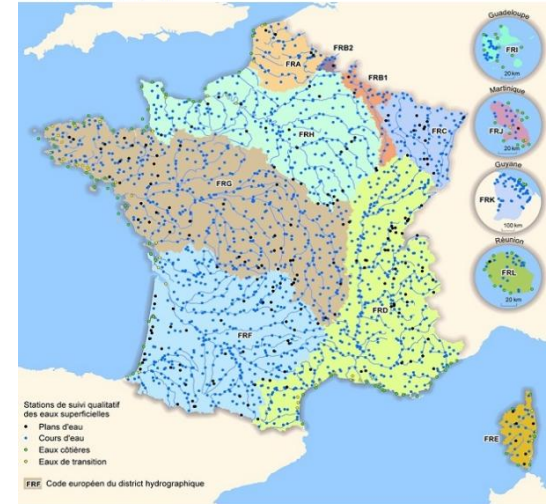 FRA
FRB2
FRB1
FRH
FRC
FRG
FRF
FRD
FRE
Guadeloupe
FRI
20 km
Martinique
FRJ
20 km
Guyane
FRK
100 km
Réunion
FRL
20 km
Stations de suivi qualitatif
des eaux superficielles
Plans d'eau
Cours d'eau
Eaux côtières
Eaux de transition
FRF Code européen du district hydrographique